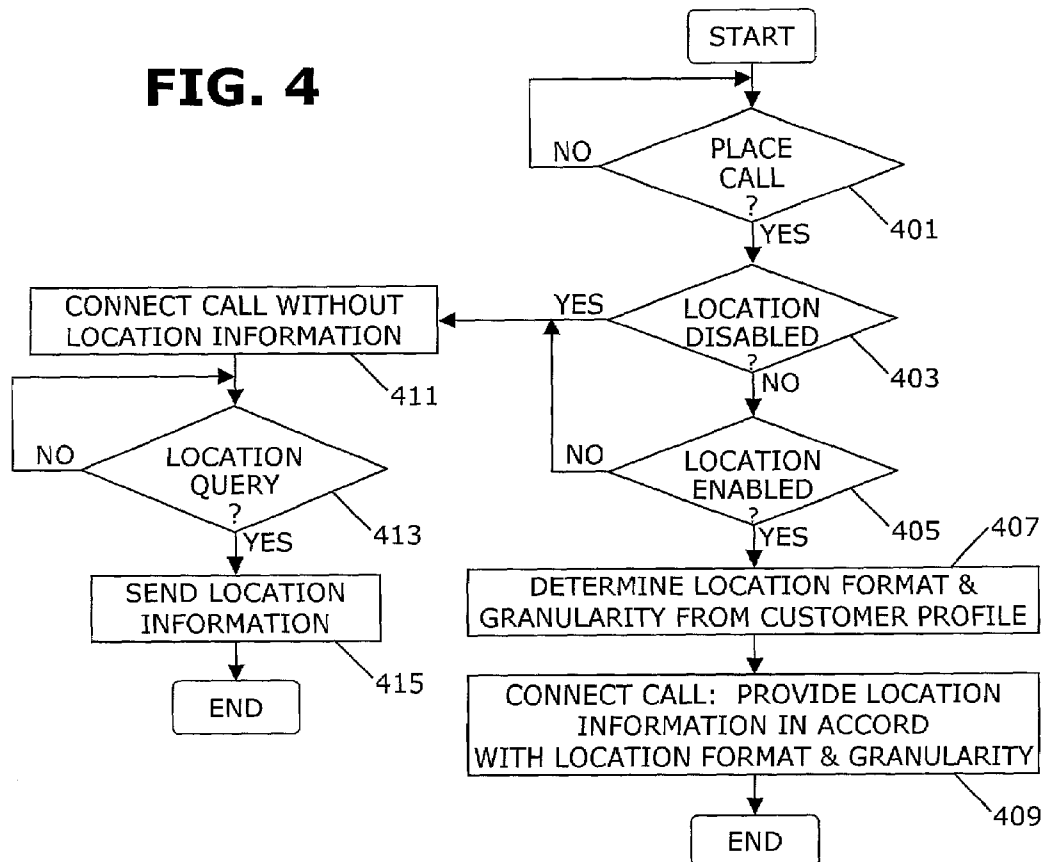 FIG. 4
START
NO
PLACE
CALL
?
401
YES
LOCATION
DISABLED
?
403
YES
NO
CONNECT CALL WITHOUT
LOCATION INFORMATION
411
NO
LOCATION
QUERY
?
413
YES
NO
LOCATION
ENABLED
?
405
YES
407
SEND LOCATION
INFORMATION
415
END
DETERMINE LOCATION FORMAT &
GRANULARITY FROM CUSTOMER PROFILE
CONNECT CALL: PROVIDE LOCATION
INFORMATION IN ACCORD
WITH LOCATION FORMAT & GRANULARITY
409
END